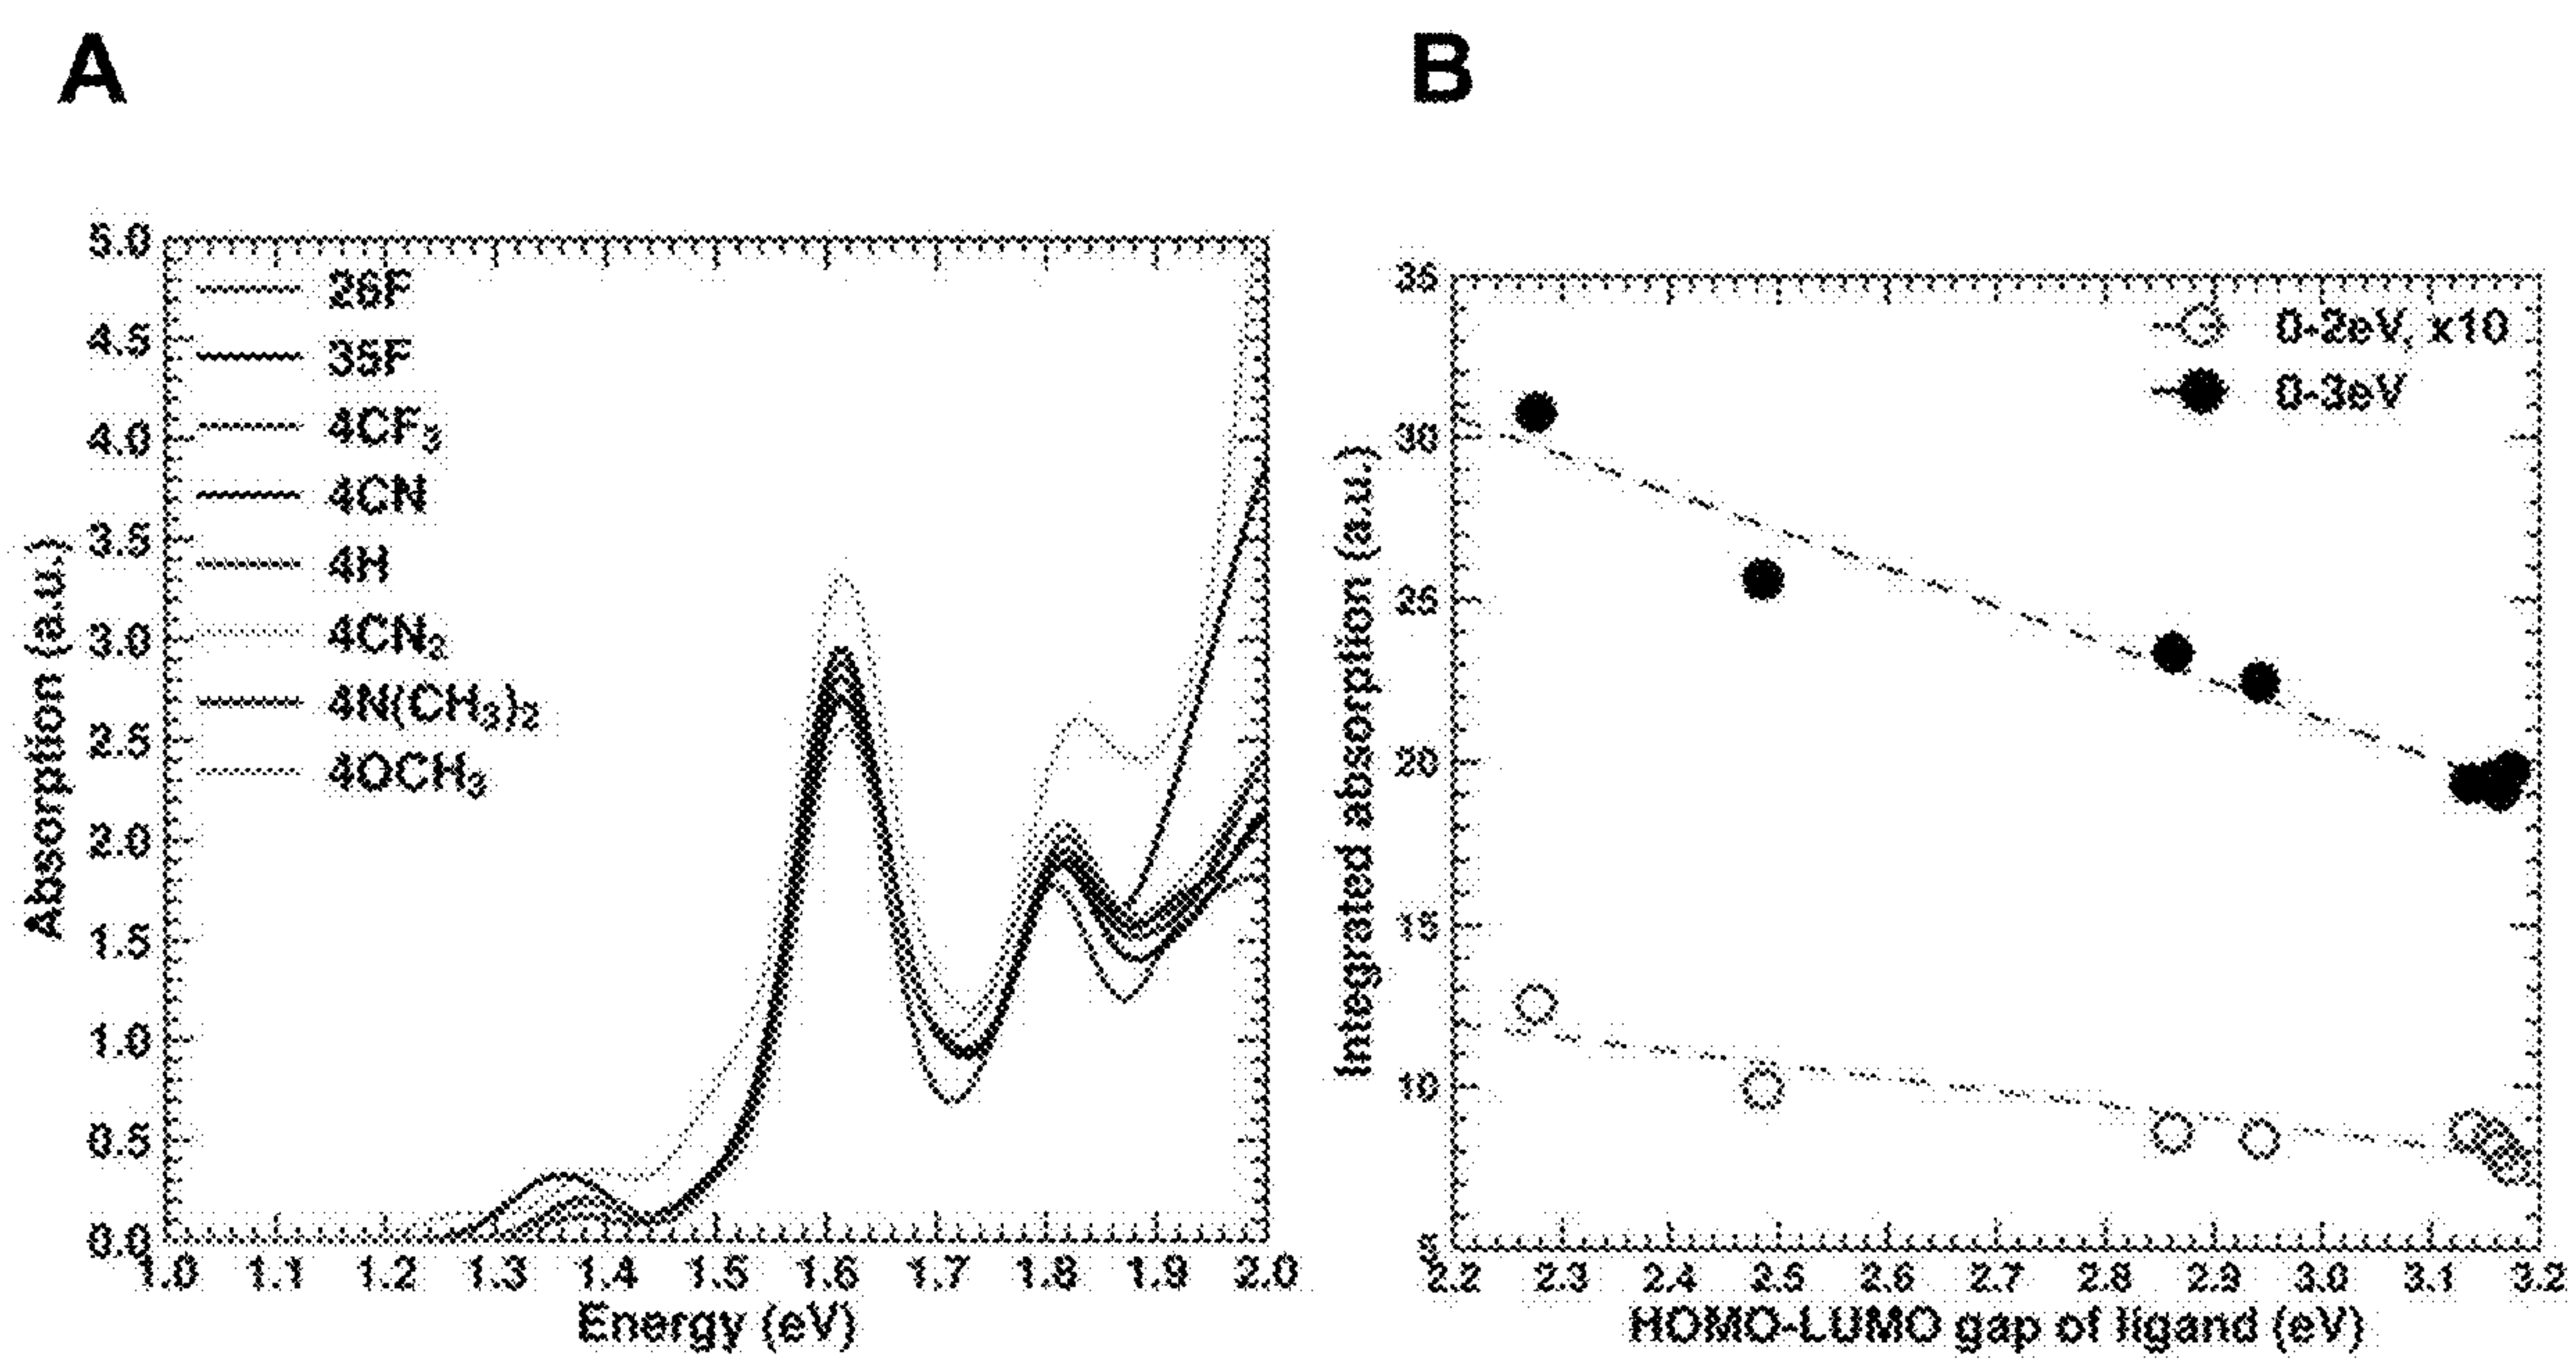 A
B
5.0
4.5
4.0
3.5
3.0
2.5
2.0
1.5
1.0
0.5
0.0
26F
35F
4CF₃
4CN
4H
4CN₂
4N(CH₃)₂
4OCH₃
Absorption (a.u.)
1.0 1.1 1.2 1.3 1.4 1.5 1.6 1.7 1.8 1.9 2.0
Energy (eV)
35
30
25
20
15
10
5
0-2eV, x10
0-3eV
Integrated absorption (a.u.)
2.2 2.3 2.4 2.5 2.6 2.7 2.8 2.9 3.0 3.1 3.2
HOMO-LUMO gap of ligand (eV)